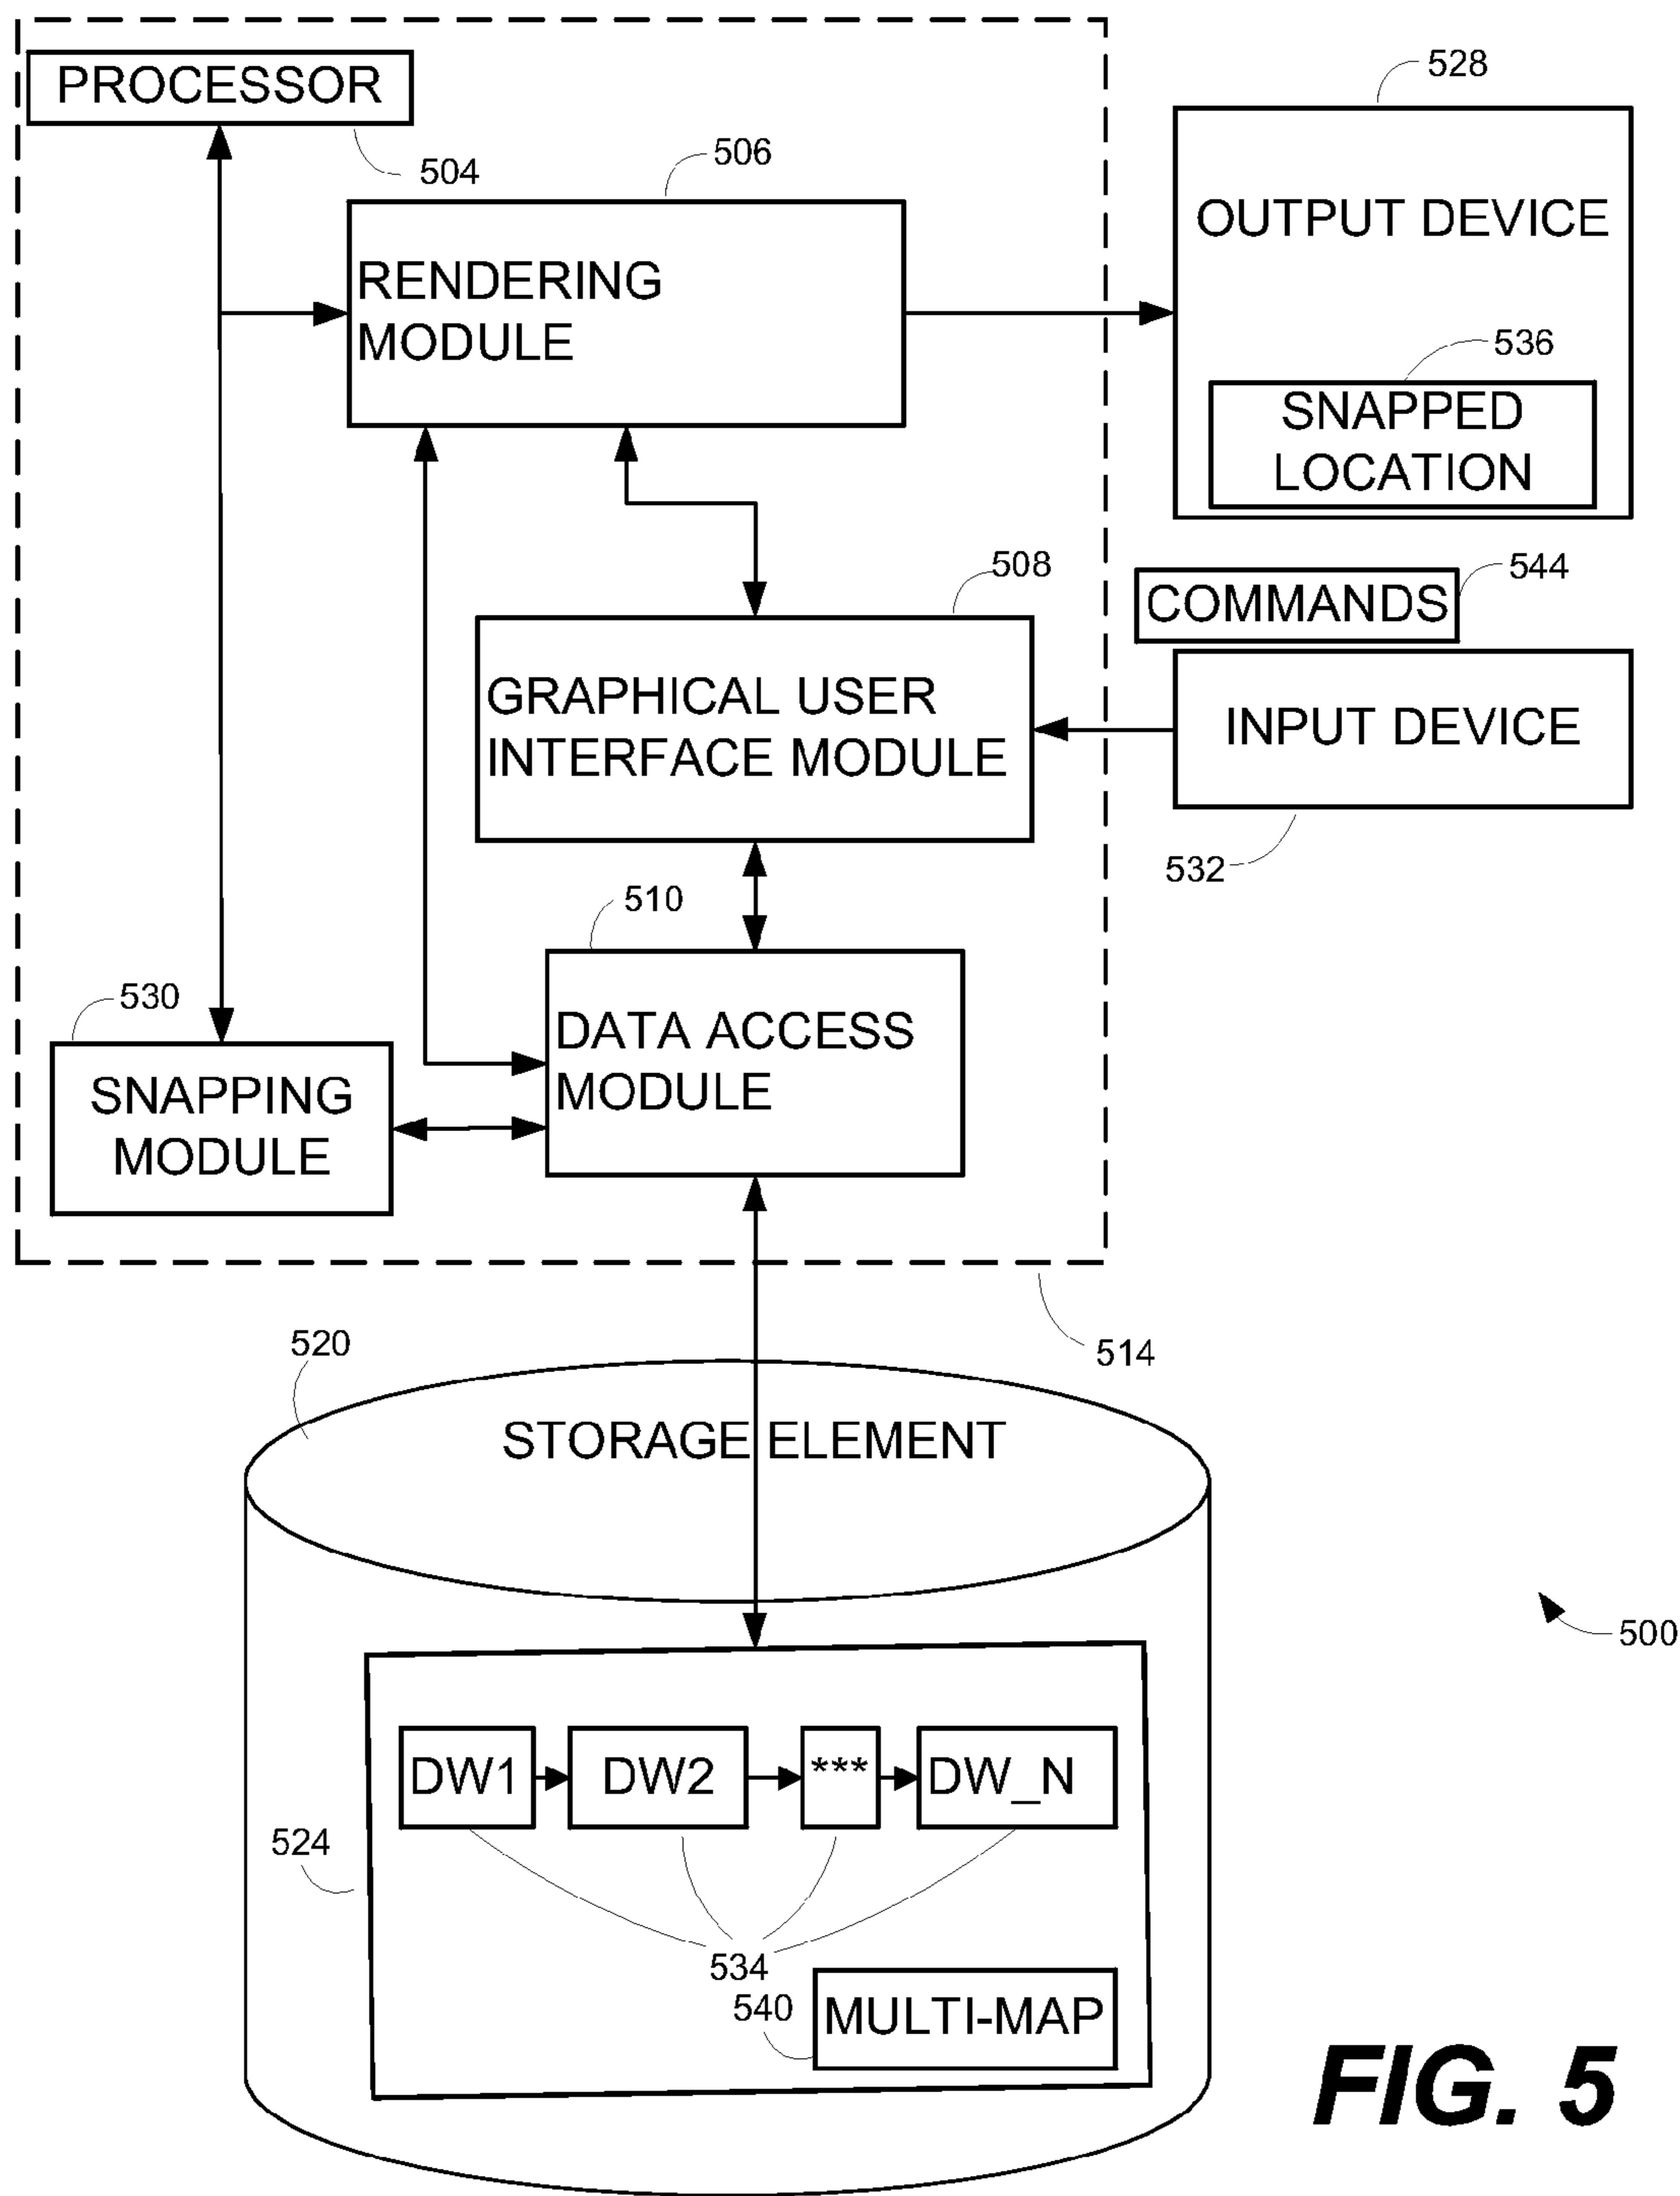 PROCESSOR
504
506
528
RENDERING
MODULE
OUTPUT DEVICE
536
SNAPPED
LOCATION
508
544
COMMANDS
GRAPHICAL USER
INTERFACE MODULE
INPUT DEVICE
532
510
530
DATA ACCESS
MODULE
SNAPPING
MODULE
514
520
STORAGE ELEMENT
500
DW1
DW2
***
DW_N
524
534
540
MULTI-MAP
FIG. 5